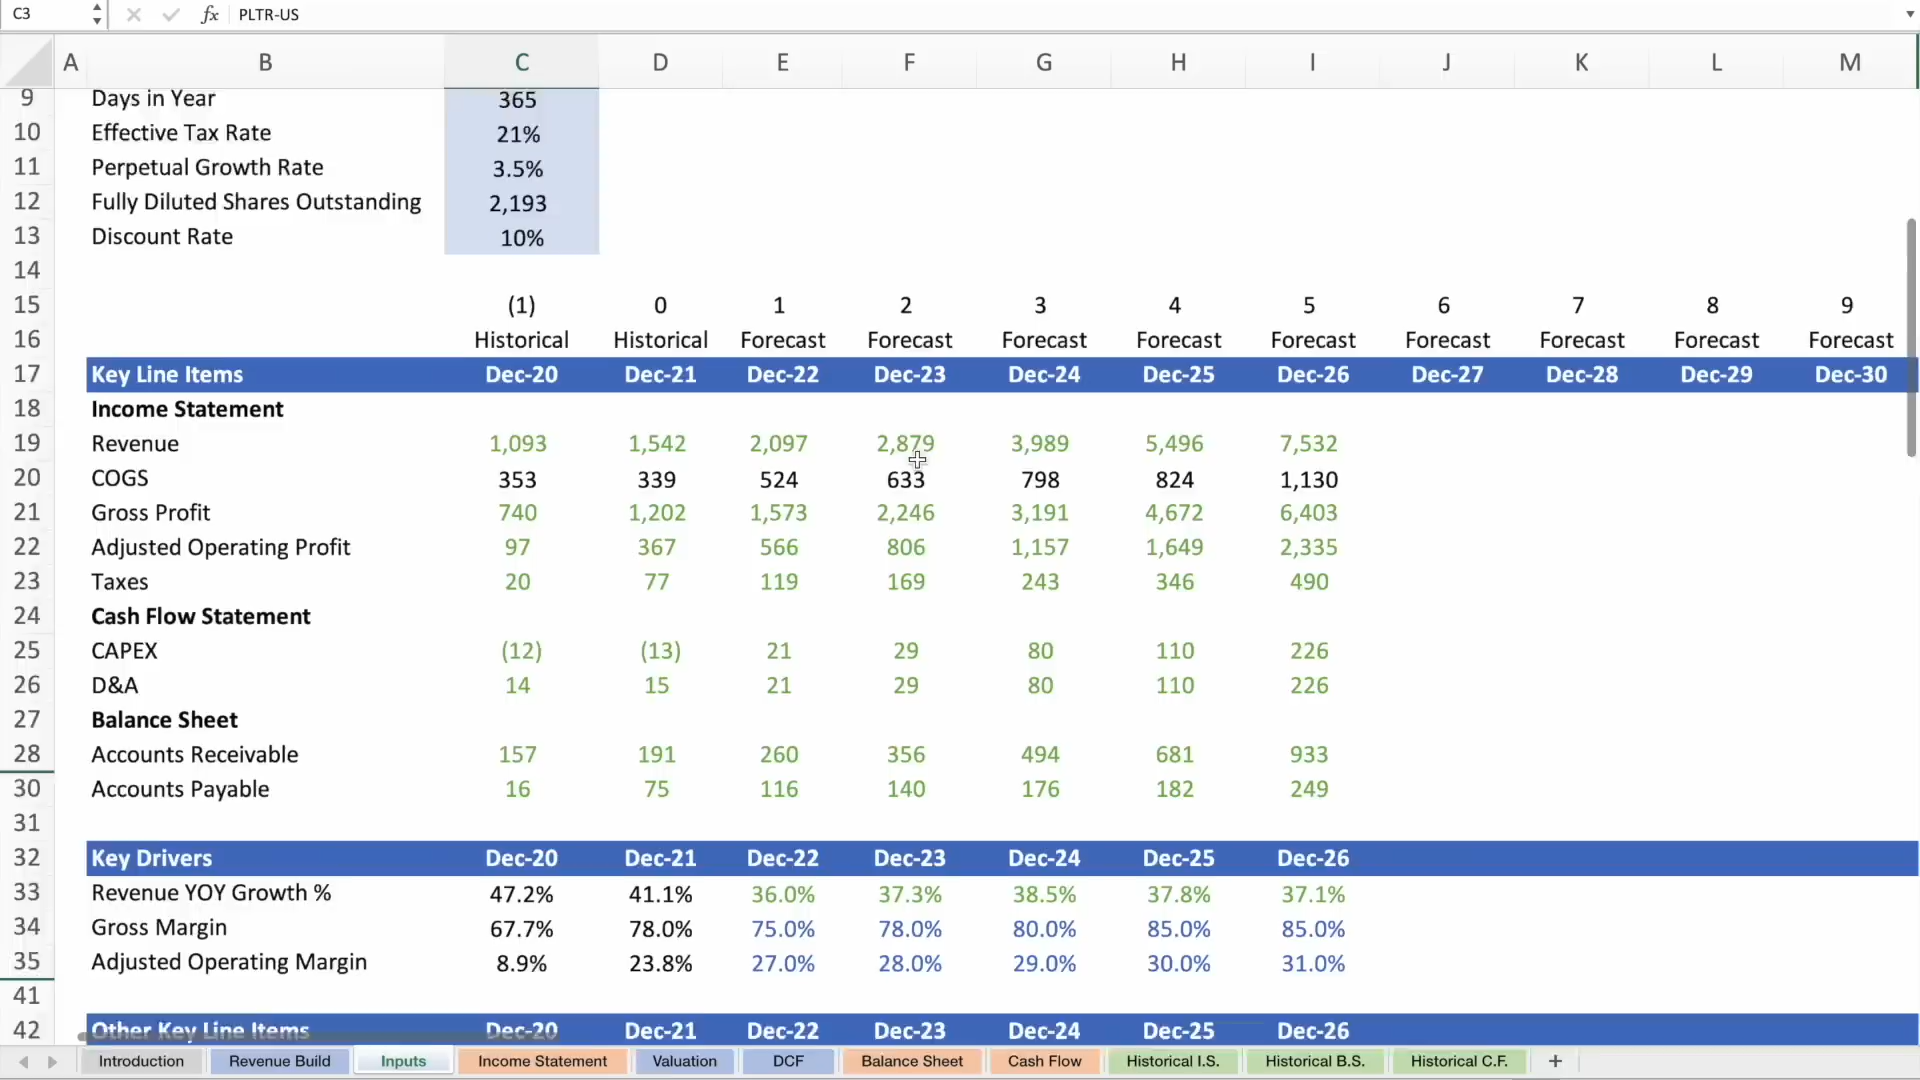 C3 fx PLTR-US
A B C D E F G H I J K L M
9 Days in Year 365
10 Effective Tax Rate 21%
11 Perpetual Growth Rate 3.5%
12 Fully Diluted Shares Outstanding 2,193
13 Discount Rate 10%
14
15 (1) 0 1 2 3 4 5 6 7 8 9
16 Historical Historical Forecast Forecast Forecast Forecast Forecast Forecast Forecast Forecast Forecast
17 Key Line Items Dec-20 Dec-21 Dec-22 Dec-23 Dec-24 Dec-25 Dec-26 Dec-27 Dec-28 Dec-29 Dec-30
18 Income Statement
19 Revenue 1,093 1,542 2,097 2,879 3,989 5,496 7,532
20 COGS 353 339 524 633 798 824 1,130
21 Gross Profit 740 1,202 1,573 2,246 3,191 4,672 6,403
22 Adjusted Operating Profit 97 367 566 806 1,157 1,649 2,335
23 Taxes 20 77 119 169 243 346 490
24 Cash Flow Statement
25 CAPEX (12) (13) 21 29 80 110 226
26 D&A 14 15 21 29 80 110 226
27 Balance Sheet
28 Accounts Receivable 157 191 260 356 494 681 933
30 Accounts Payable 16 75 116 140 176 182 249
31
32 Key Drivers Dec-20 Dec-21 Dec-22 Dec-23 Dec-24 Dec-25 Dec-26
33 Revenue YOY Growth % 47.2% 41.1% 36.0% 37.3% 38.5% 37.8% 37.1%
34 Gross Margin 67.7% 78.0% 75.0% 78.0% 80.0% 85.0% 85.0%
35 Adjusted Operating Margin 8.9% 23.8% 27.0% 28.0% 29.0% 30.0% 31.0%
41
42 Other Key Line Items Dec-20 Dec-21 Dec-22 Dec-23 Dec-24 Dec-25 Dec-26
Introduction Revenue Build Inputs Income Statement Valuation DCF Balance Sheet Cash Flow Historical I.S. Historical B.S. Historical C.F. +